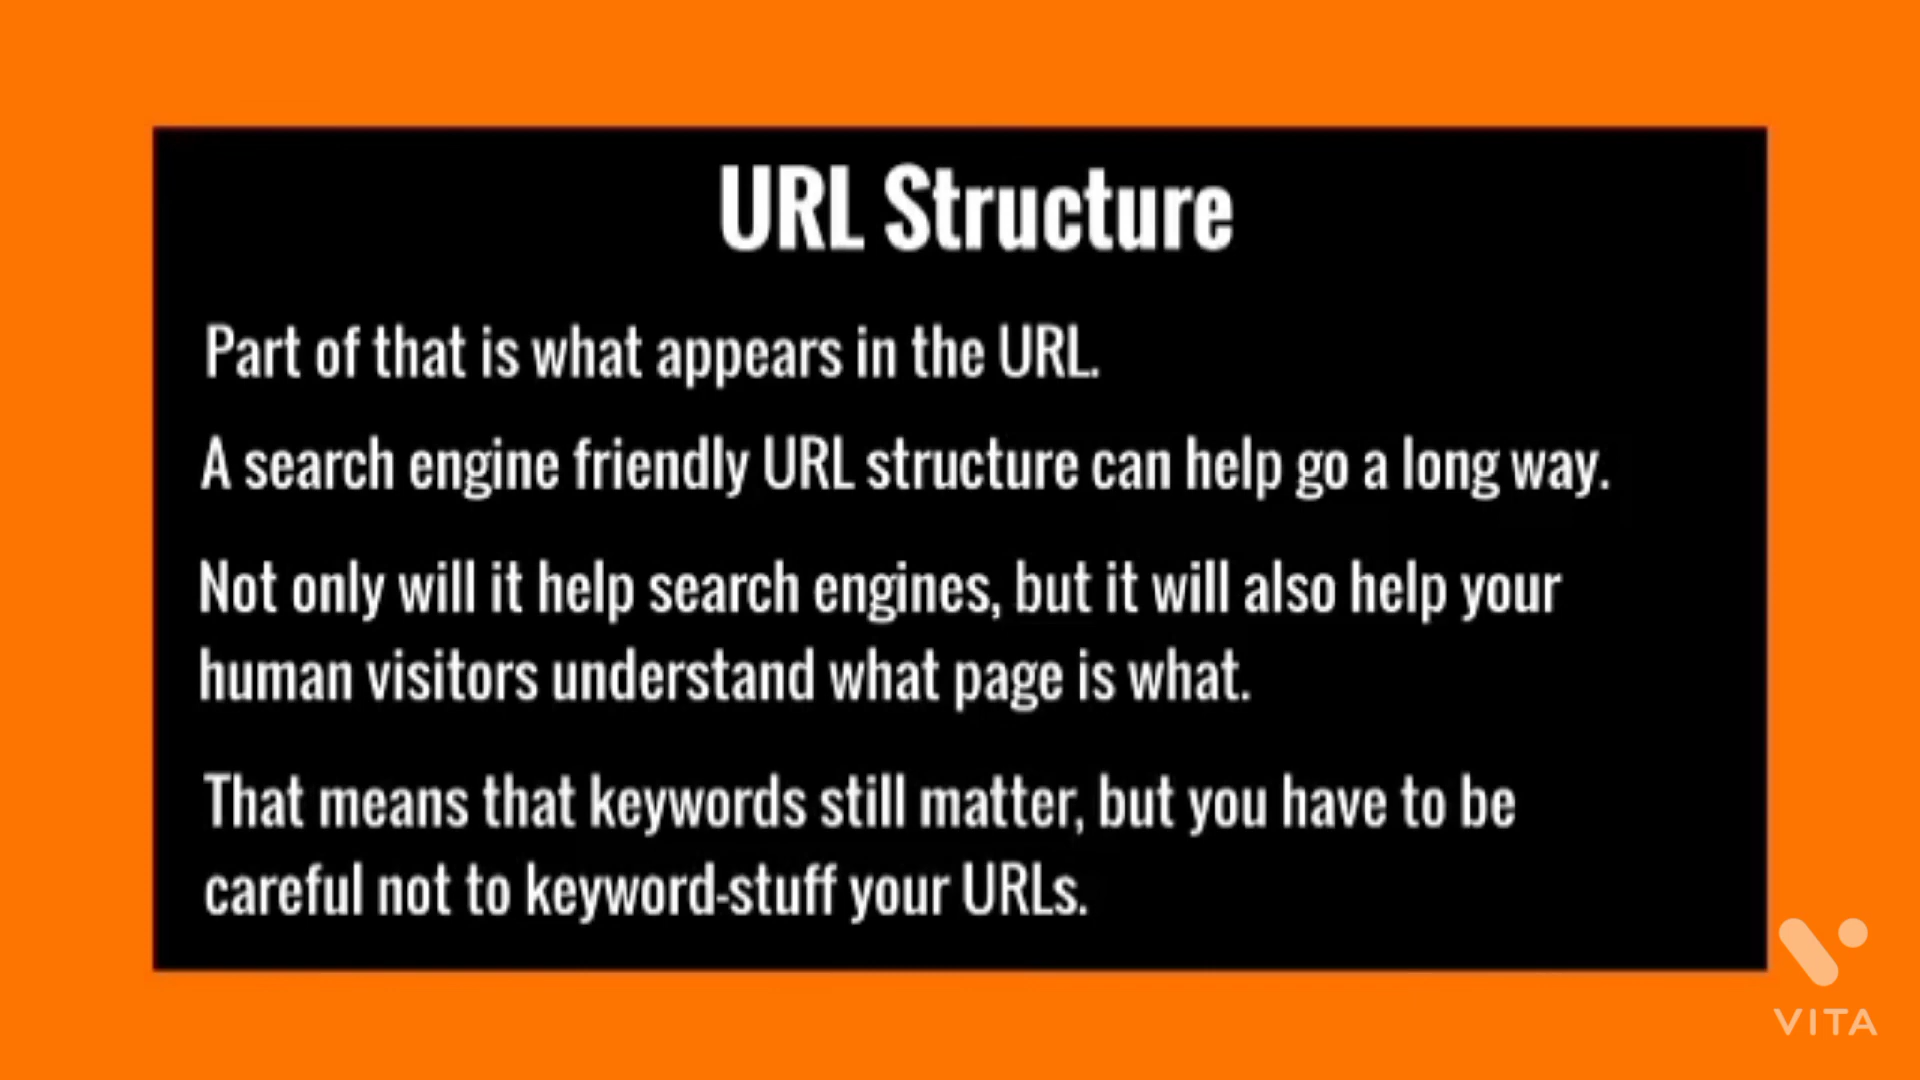 URL Structure
Part of that is what appears in the URL.
A search engine friendly URL structure can help go a long way.
Not only will it help search engines, but it will also help your
human visitors understand what page is what.
That means that keywords still matter, but you have to be
careful not to keyword-stuff your URLs.
VITA